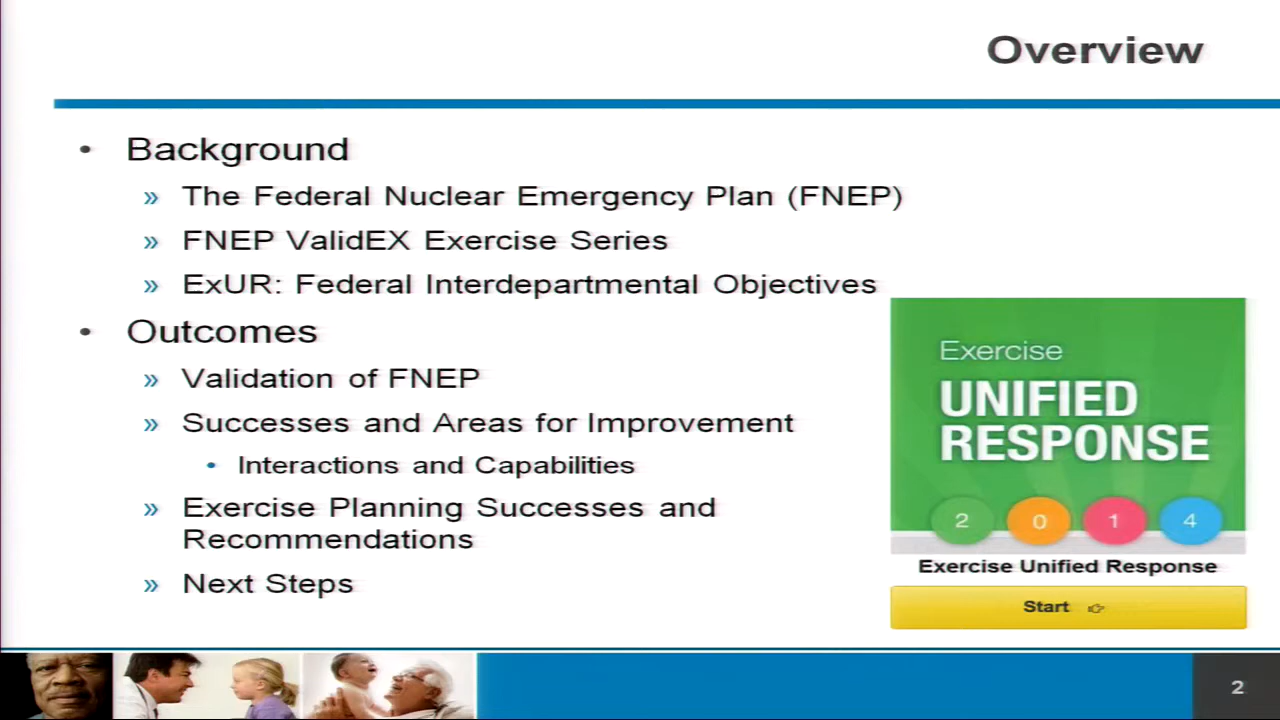 Overview
• Background
» The Federal Nuclear Emergency Plan (FNEP)
» FNEP ValidEX Exercise Series
» ExUR: Federal Interdepartmental Objectives
• Outcomes
» Validation of FNEP
» Successes and Areas for Improvement
• Interactions and Capabilities
» Exercise Planning Successes and
Recommendations
» Next Steps
Exercise
UNIFIED
RESPONSE
2 0 1 4
Exercise Unified Response
Start
2